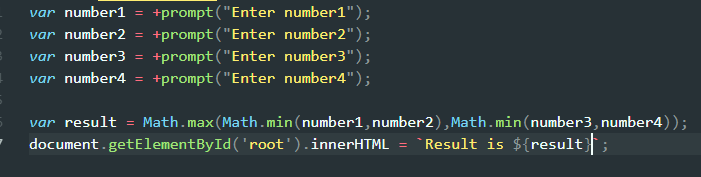 var number1 = +prompt("Enter number1");
var number2 = +prompt("Enter number2");
var number3 = +prompt("Enter number3");
var number4 = +prompt("Enter number4");
var result = Math.max(Math.min(number1,number2),Math.min(number3,number4));
document.getElementById('root').innerHTML = `Result is ${result}`;